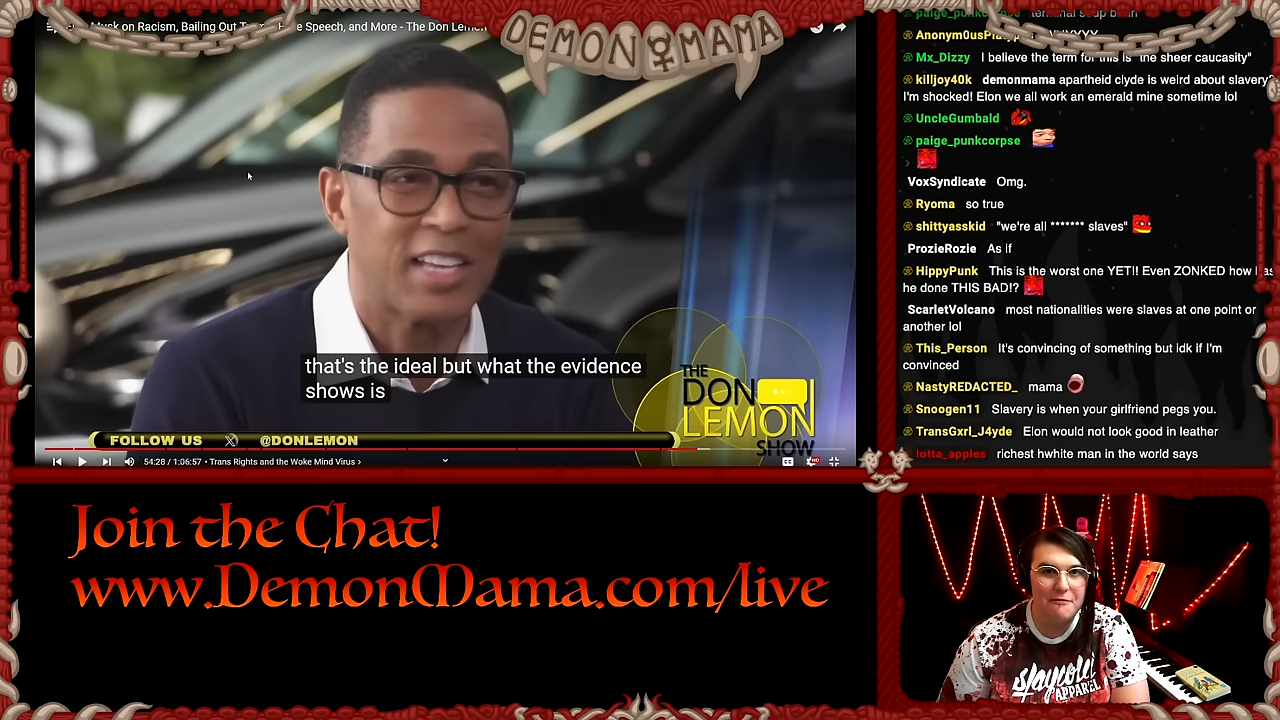 Musk on Racism, Bailing Out Speech, and More - The Don Lemon
DEMON MAMA
that's the ideal but what the evidence
shows is
THE
DON
LEMON
SHOW
FOLLOW US X @DONLEMON
54:28 / 1:06:57 • Trans Rights and the Woke Mind Virus ›
HD
Join the Chat!
www.DemonMama.com/live
paige_punkcorpse terminal soup brain
Mx_Dizzy I believe the term for this is "the sheer caucasity"
killjoy40k demonmama apartheid clyde is weird about slavery?
I'm shocked! Elon we all work an emerald mine sometime lol
UncleGumbald
paige_punkcorpse
VoxSyndicate Omg.
Ryoma so true
shittyasskid "we're all ******* slaves"
ProzieRozie As if
HippyPunk This is the worst one YET!! Even ZONKED how has
he done THIS BAD!?
ScarletVolcano most nationalities were slaves at one point or
another lol
This_Person It's convincing of something but idk if I'm
convinced
NastyREDACTED_ mama
Snoogen11 Slavery is when your girlfriend pegs you.
TransGxrl_J4yde Elon would not look good in leather
lotta_apples richest hwhite man in the world says
APPAREL